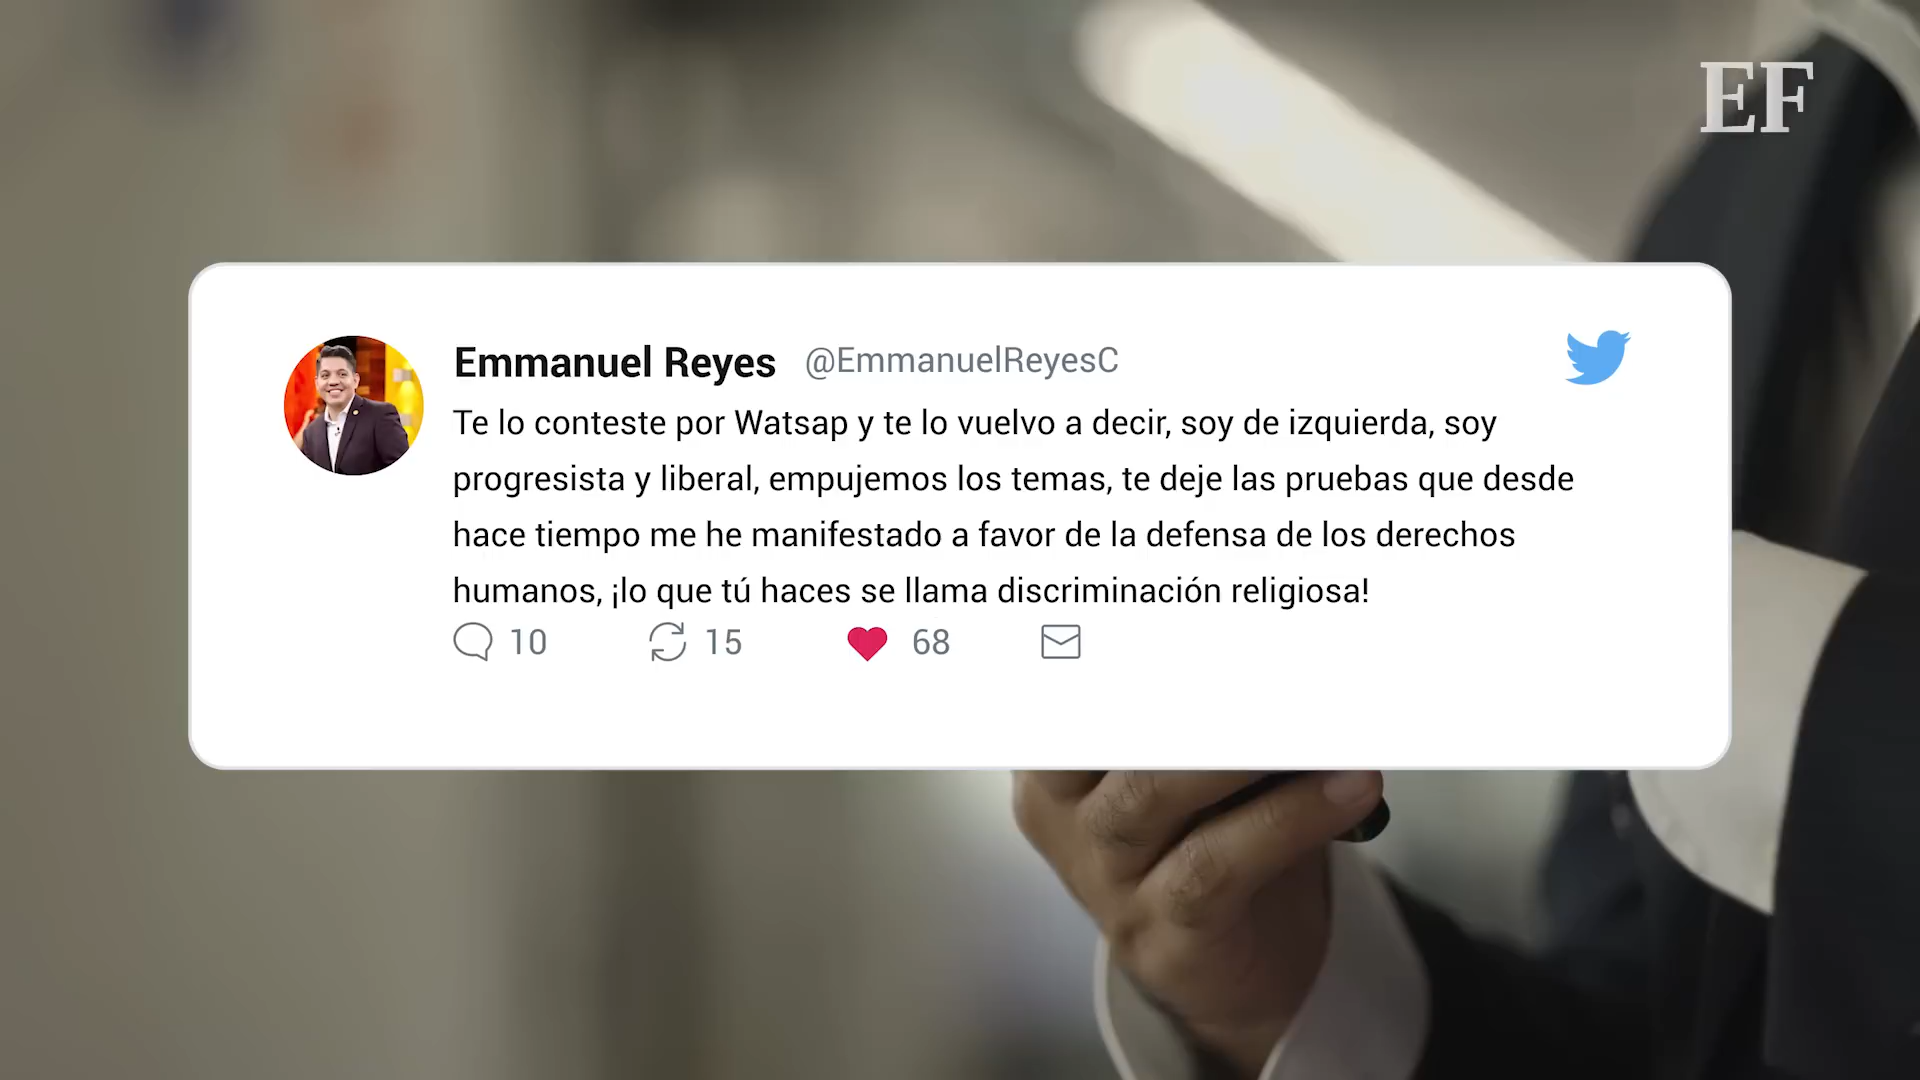 EF
Emmanuel Reyes @EmmanuelReyesC
Te lo conteste por Watsap y te lo vuelvo a decir, soy de izquierda, soy
progresista y liberal, empujemos los temas, te deje las pruebas que desde
hace tiempo me he manifestado a favor de la defensa de los derechos
humanos, ¡lo que tú haces se llama discriminación religiosa!
10 15 68